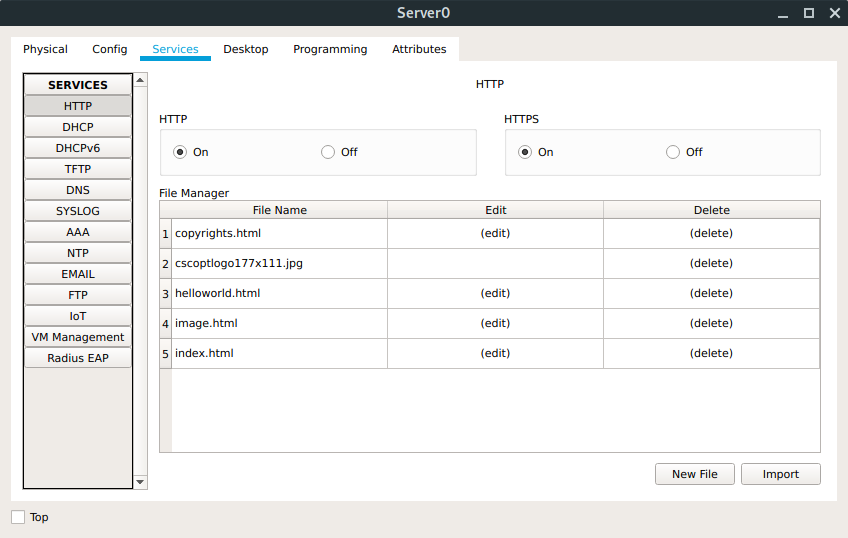 Server0
Physical Config Services Desktop Programming Attributes
SERVICES
HTTP
DHCP
DHCPv6
TFTP
DNS
SYSLOG
AAA
NTP
EMAIL
FTP
IoT
VM Management
Radius EAP
HTTP
HTTP HTTPS
On Off On Off
File Manager
File Name Edit Delete
1 copyrights.html (edit) (delete)
2 cscoptlogo177x111.jpg (delete)
3 helloworld.html (edit) (delete)
4 image.html (edit) (delete)
5 index.html (edit) (delete)
New File Import
Top